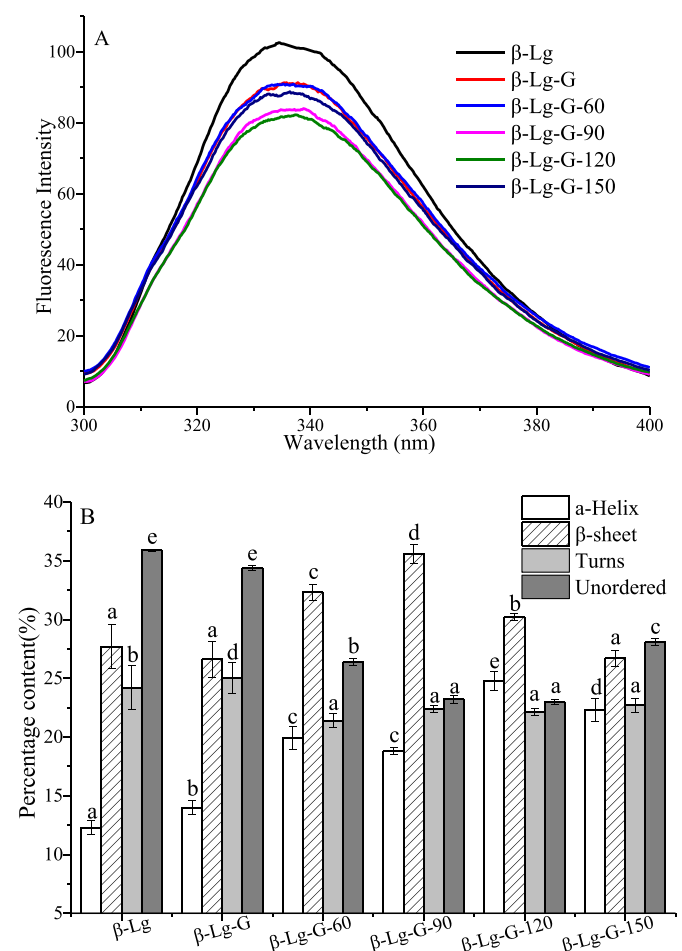 A
β-Lg
β-Lg-G
β-Lg-G-60
β-Lg-G-90
β-Lg-G-120
β-Lg-G-150
100
80
60
40
20
0
Fluorescence Intensity
300 320 340 360 380 400
Wavelength (nm)
B
a-Helix
β-sheet
Turns
Unordered
40
35
30
25
20
15
10
5
Percentage content(%)
a a b e
b a d e
c c a b
c d a a
e b a a
d a a c
β-Lg β-Lg-G β-Lg-G-60 β-Lg-G-90 β-Lg-G-120 β-Lg-G-150